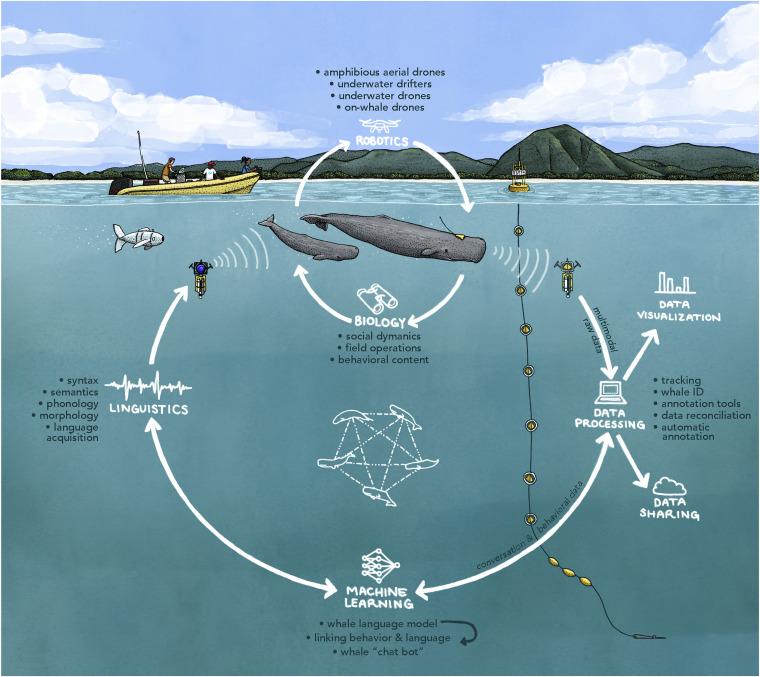 • amphibious aerial drones
• underwater drifters
• underwater drones
• on-whale drones
ROBOTICS
BIOLOGY
• social dymanics
• field operations
• behavioral content
multimodal
raw data
DATA
VISUALIZATION
• syntax
• semantics
• phonology
• morphology
• language
acquisition
LINGUISTICS
DATA
PROCESSING
• tracking
• whale ID
• annotation tools
• data reconciliation
• automatic
annotation
DATA
SHARING
conversation & behavioral data
MACHINE
LEARNING
• whale language model
• linking behavior & language
• whale “chat bot”